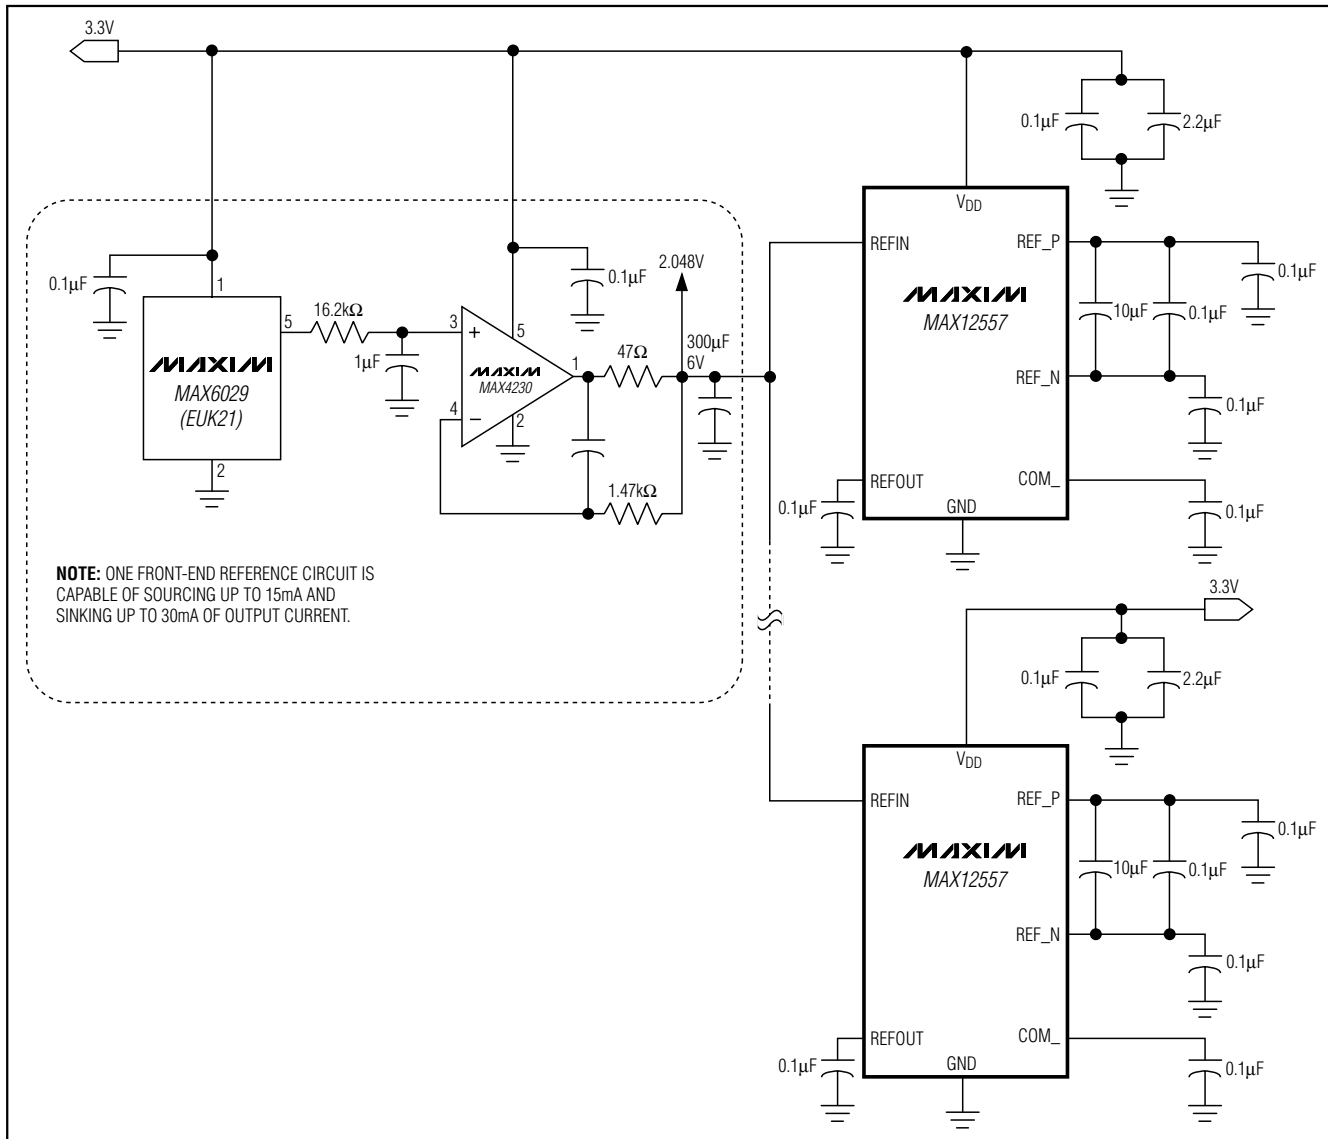 3.3V
0.1µF
2.2µF
VDD
REFIN
REF_P
2.048V
0.1µF
0.1µF
0.1µF
1
16.2kΩ
5
3
+
5
MAXIM
MAX12557
10µF
0.1µF
300µF
6V
47Ω
1µF
MAXIM
MAX6029
(EUK21)
MAXIM
MAX4230
1
REF_N
4
−
2
0.1µF
2
1.47kΩ
REFOUT
COM_
0.1µF
GND
0.1µF
NOTE: ONE FRONT-END REFERENCE CIRCUIT IS
CAPABLE OF SOURCING UP TO 15mA AND
SINKING UP TO 30mA OF OUTPUT CURRENT.
3.3V
0.1µF
2.2µF
VDD
REFIN
REF_P
0.1µF
MAXIM
MAX12557
10µF
0.1µF
REF_N
0.1µF
REFOUT
COM_
0.1µF
GND
0.1µF